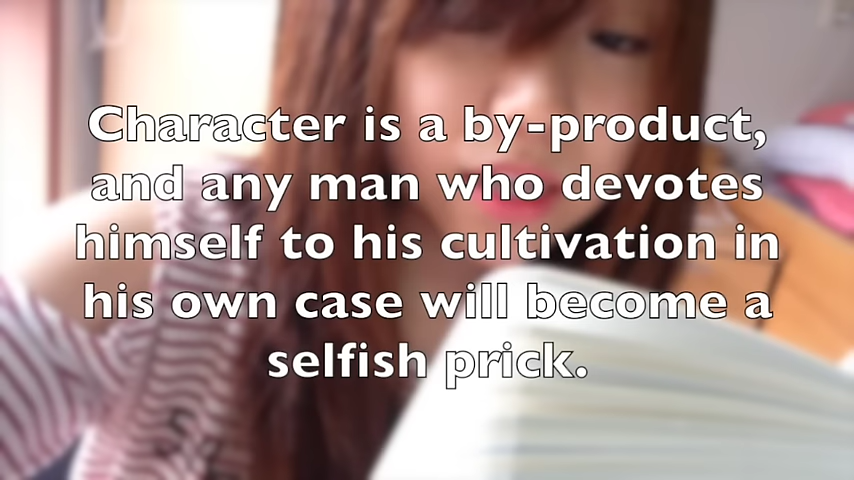 Character is a by-product,
and any man who devotes
himself to his cultivation in
his own case will become a
selfish prick.